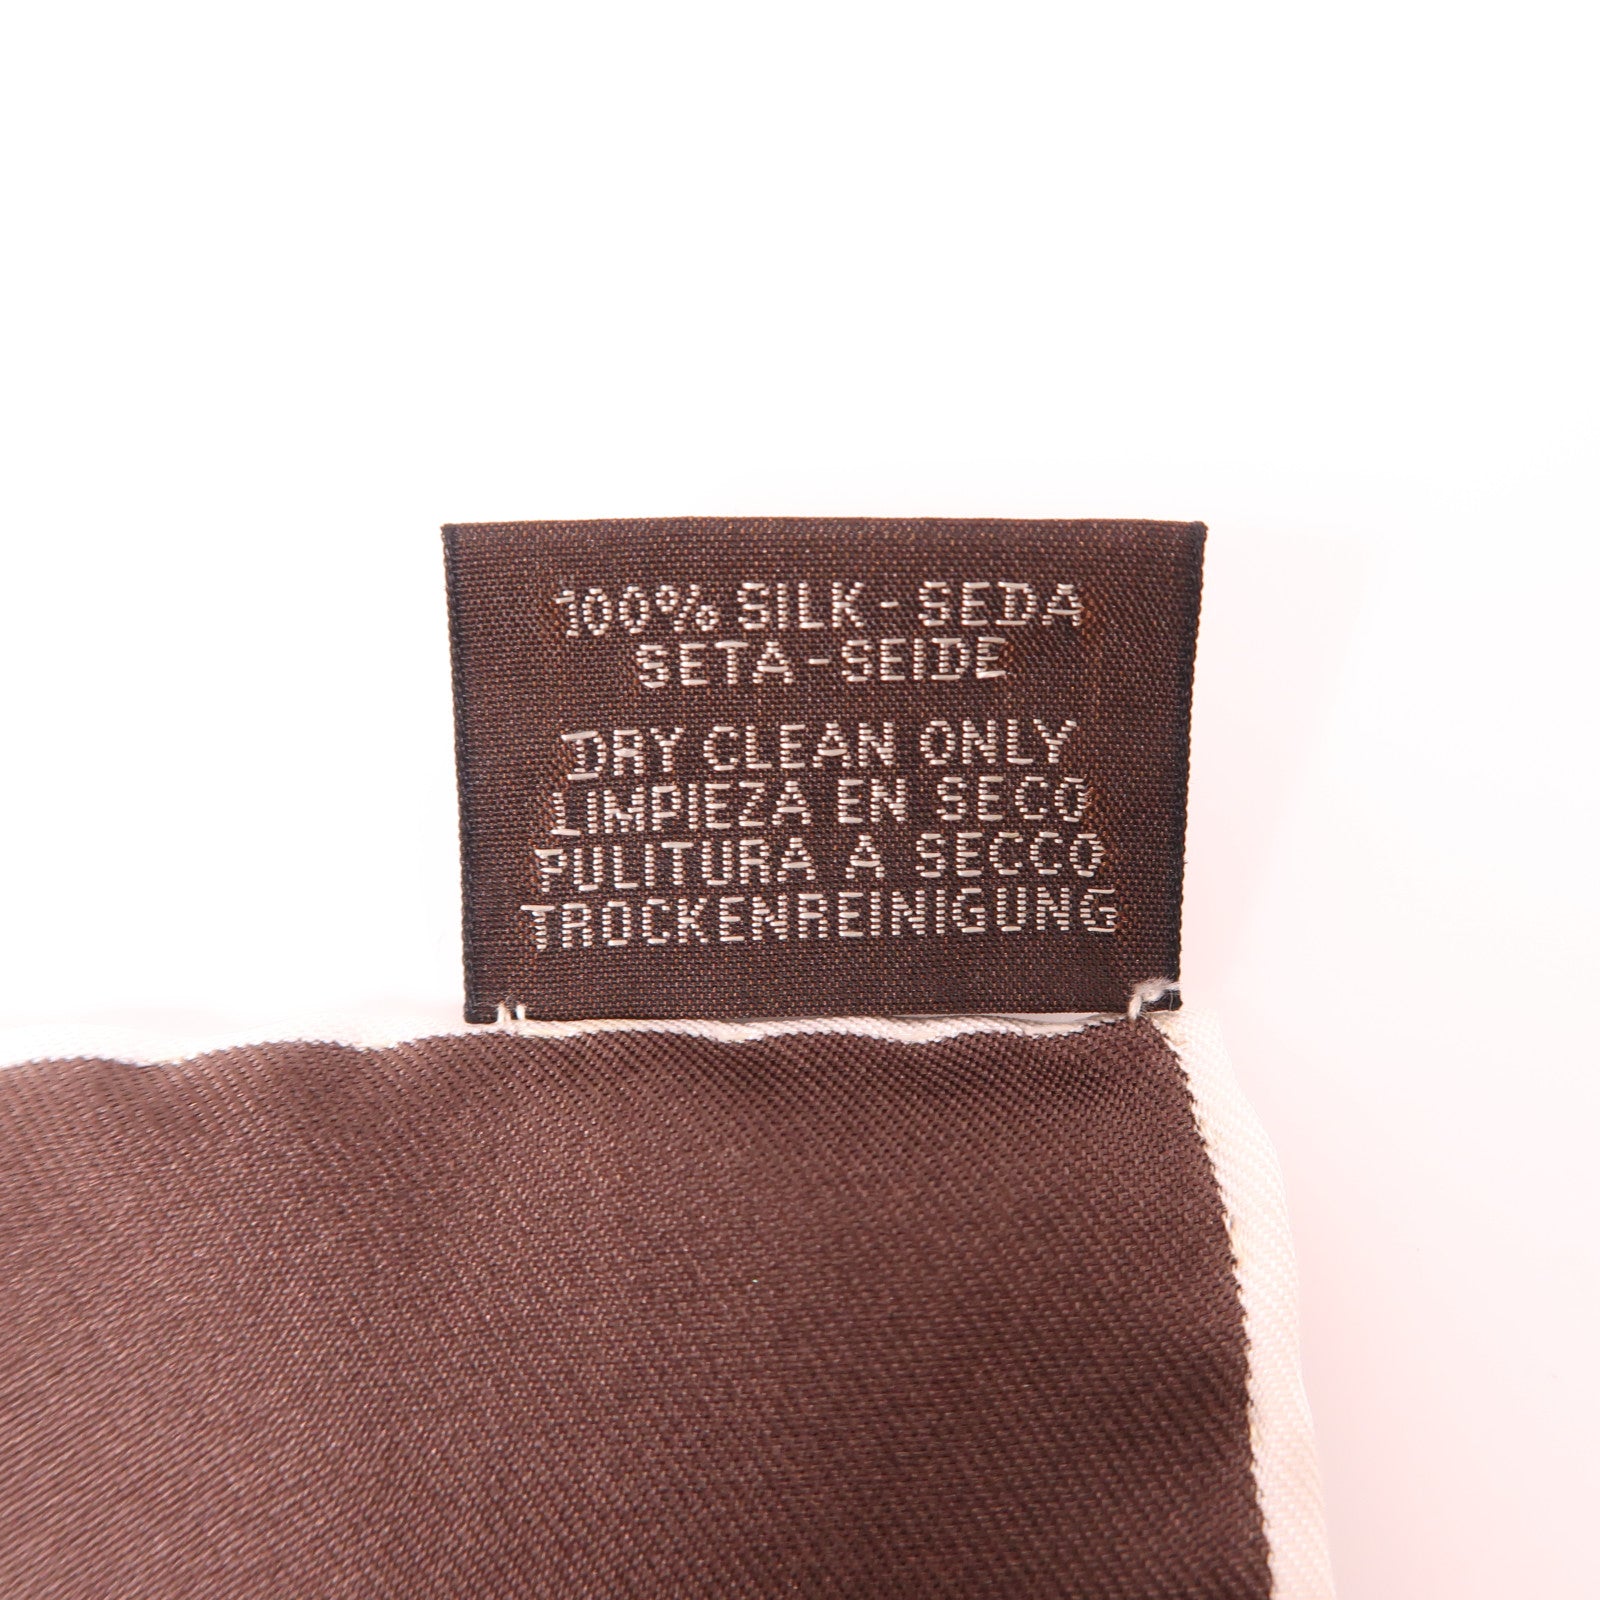 100% SILK - SEDA
SETA - SEIDE
DRY CLEAN ONLY
LIMPIEZA EN SECO
PULITURA A SECCO
TROCKENREINIGUNG